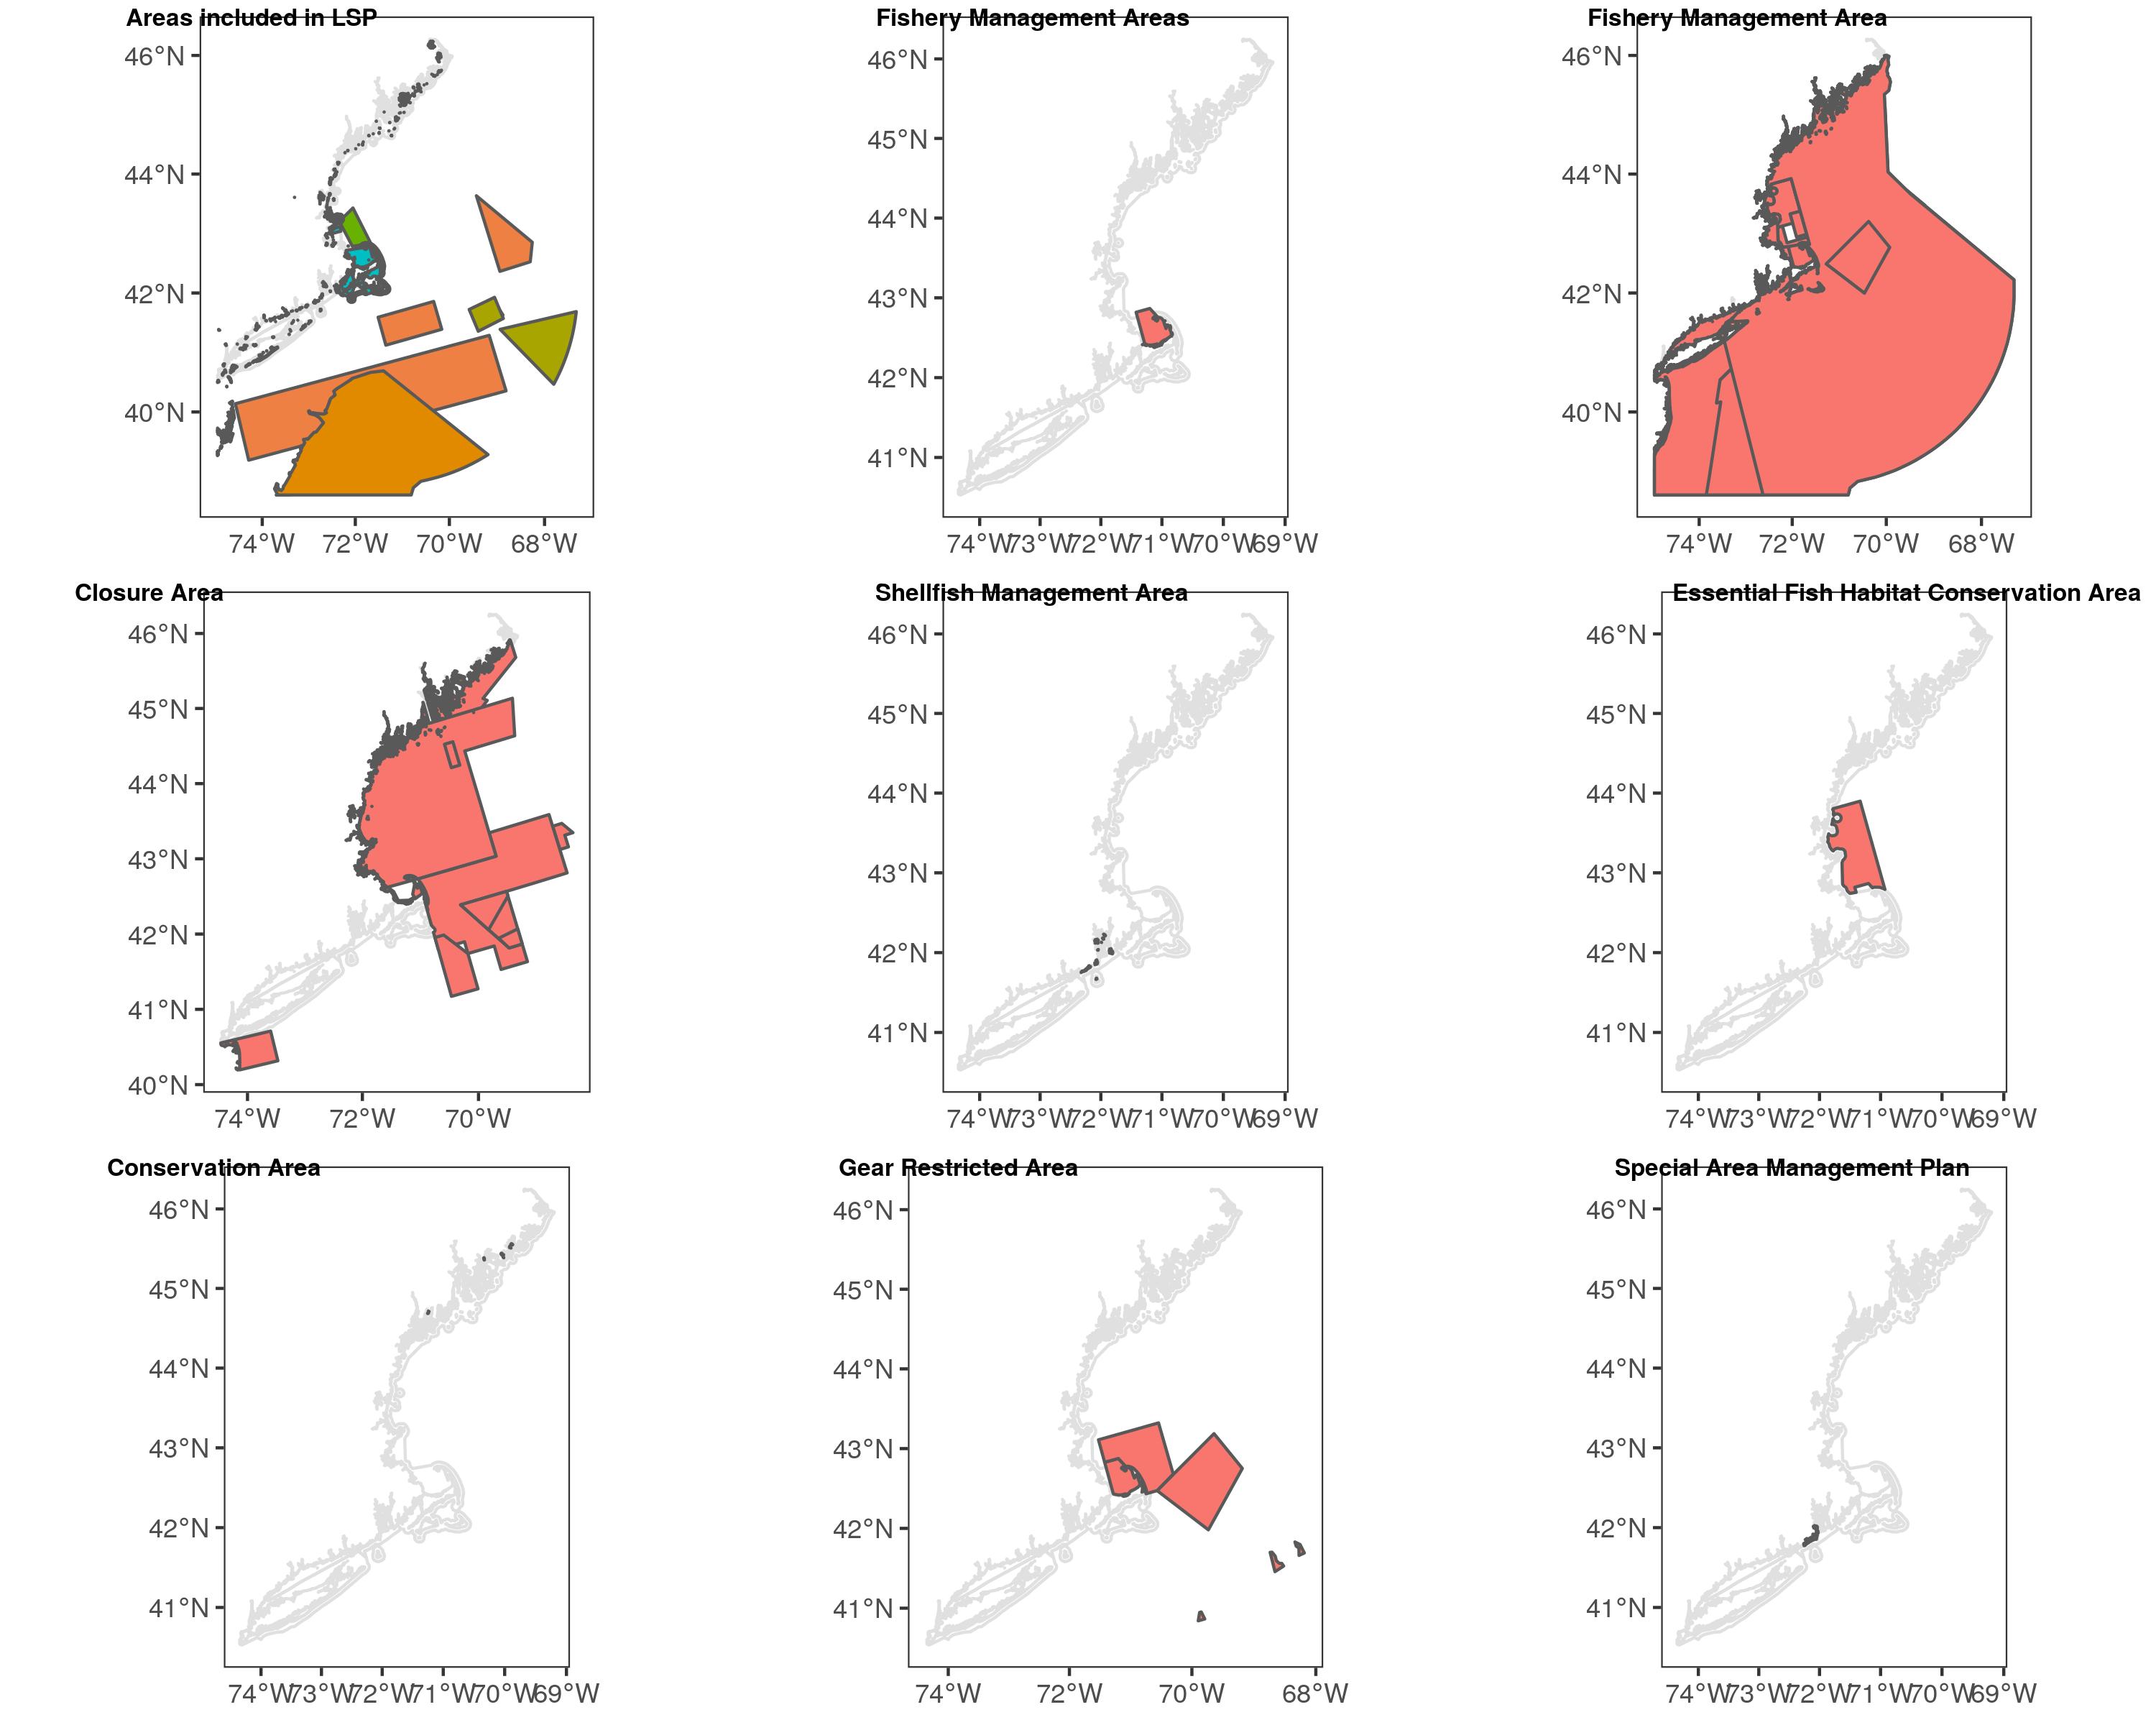 Areas included in LSP
46°N
44°N
42°N
40°N
74°W 72°W 70°W 68°W
Fishery Management Areas
46°N
45°N
44°N
43°N
42°N
41°N
74°W 73°W 72°W 71°W 70°W 69°W
Fishery Management Area
46°N
44°N
42°N
40°N
74°W 72°W 70°W 68°W
Closure Area
46°N
45°N
44°N
43°N
42°N
41°N
40°N
74°W 72°W 70°W
Shellfish Management Area
46°N
45°N
44°N
43°N
42°N
41°N
74°W 73°W 72°W 71°W 70°W 69°W
Essential Fish Habitat Conservation Area
46°N
45°N
44°N
43°N
42°N
41°N
74°W 73°W 72°W 71°W 70°W 69°W
Conservation Area
46°N
45°N
44°N
43°N
42°N
41°N
74°W 73°W 72°W 71°W 70°W 69°W
Gear Restricted Area
46°N
45°N
44°N
43°N
42°N
41°N
74°W 72°W 70°W 68°W
Special Area Management Plan
46°N
45°N
44°N
43°N
42°N
41°N
74°W 73°W 72°W 71°W 70°W 69°W